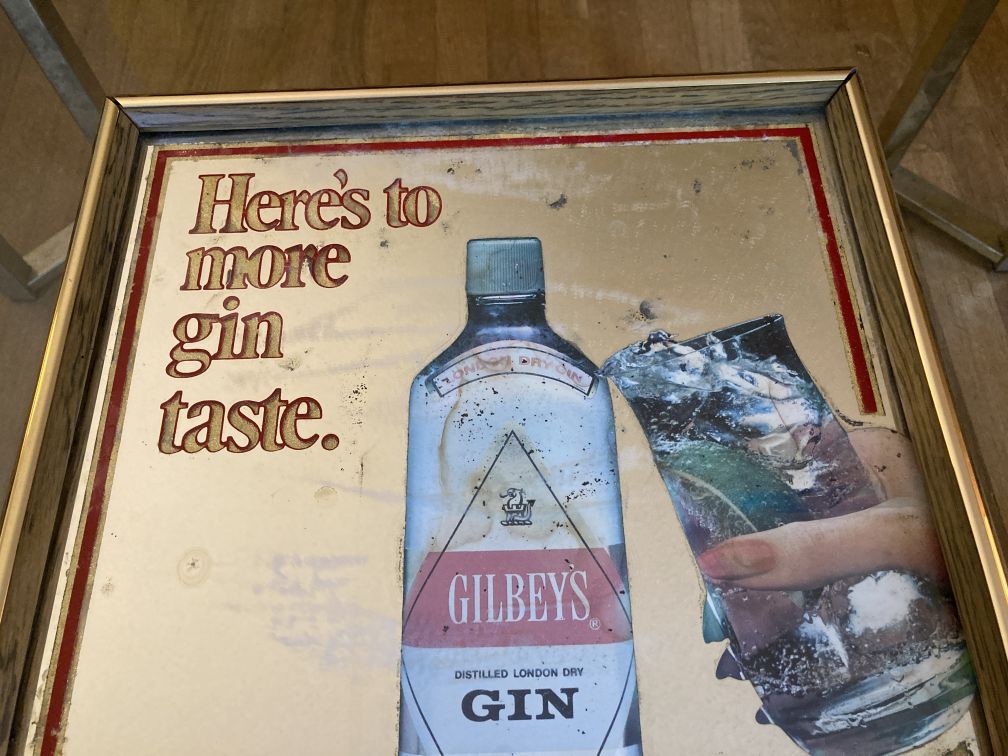 Here's to
more
gin
taste.
LONDON DRY GIN
GILBEY'S®
DISTILLED LONDON DRY
GIN